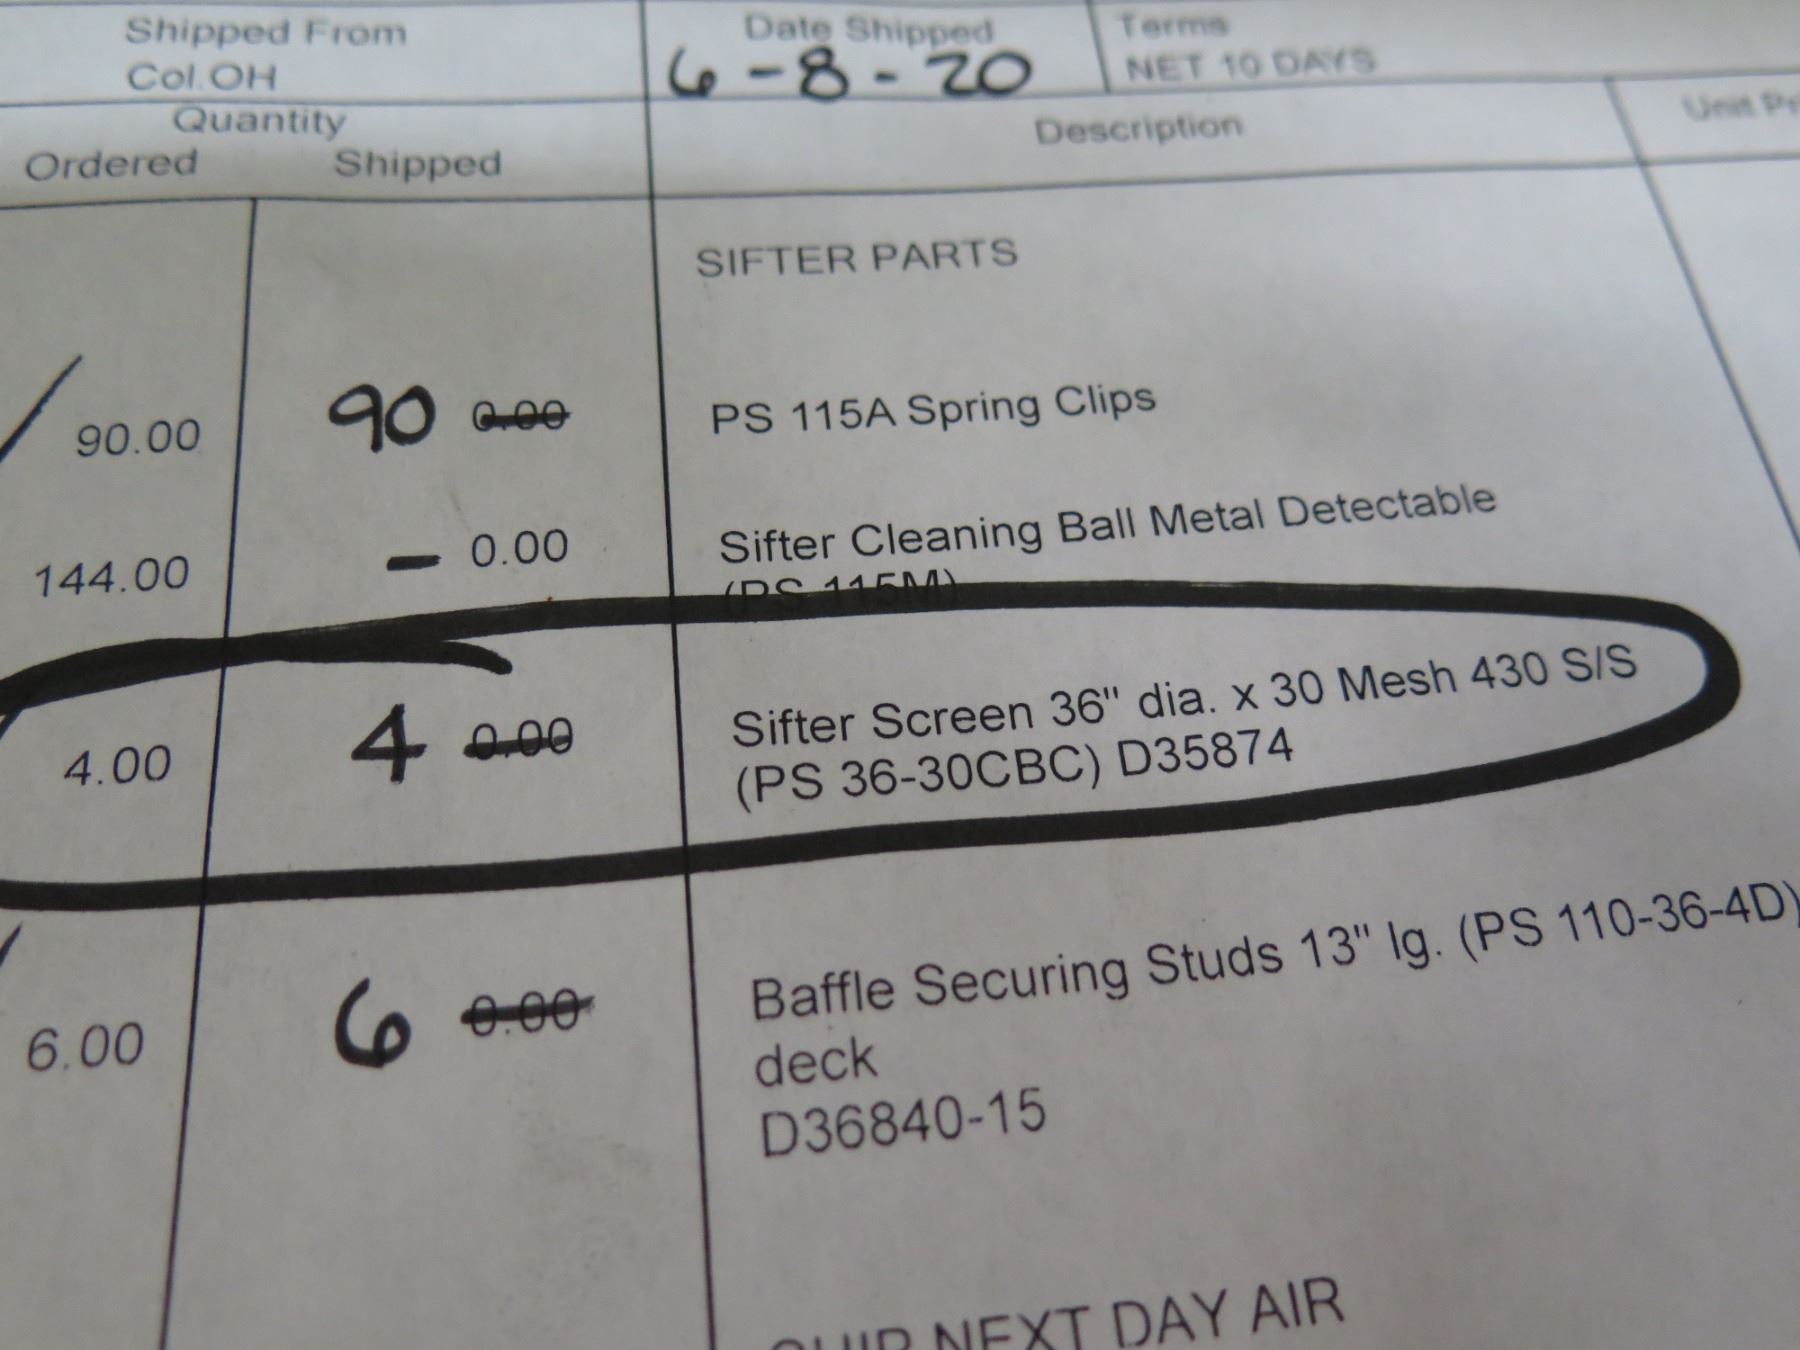 Shipped From
Date Shipped
Terms
Col.OH
6-8-20
NET 10 DAYS
Quantity
Description
Ordered
Shipped
SIFTER PARTS
90.00 90 0.00 PS 115A Spring Clips
144.00 - 0.00 Sifter Cleaning Ball Metal Detectable
(PS 115M)
4.00 4 0.00 Sifter Screen 36" dia. x 30 Mesh 430 S/S
(PS 36-30CBC) D35874
6.00 6 0.00 Baffle Securing Studs 13" lg. (PS 110-36-4D)
deck
D36840-15
NEXT DAY AIR